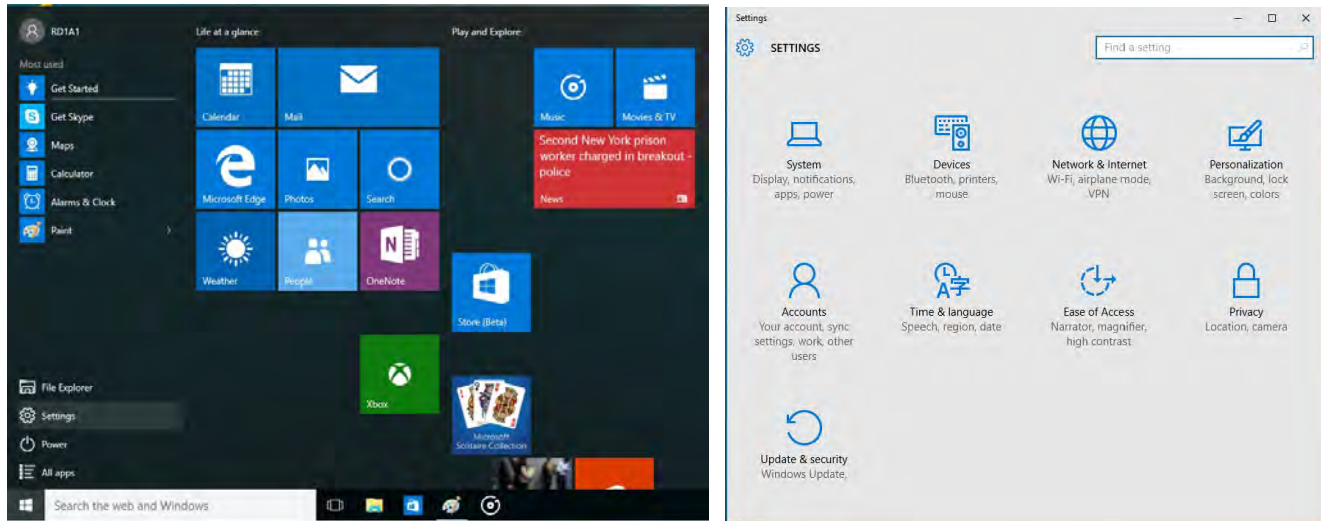 RD1A1
Most used
Get Started
Get Skype
Maps
Calculator
Alarms & Clock
Paint
File Explorer
Settings
Power
All apps
Life at a glance
Calendar
Mail
Microsoft Edge
Photos
Search
Weather
People
OneNote
Xbox
Play and Explore
Music
Movies & TV
Second New York prison
worker charged in breakout -
police
News
Store (Beta)
Microsoft
Solitaire Collection
Search the web and Windows
Settings
SETTINGS
Find a setting
System
Display, notifications,
apps, power
Devices
Bluetooth, printers,
mouse
Network & Internet
Wi-Fi, airplane mode,
VPN
Personalization
Background, lock
screen, colors
Accounts
Your account, sync
settings, work, other
users
Time & language
Speech, region, date
Ease of Access
Narrator, magnifier,
high contrast
Privacy
Location, camera
Update & security
Windows Update,